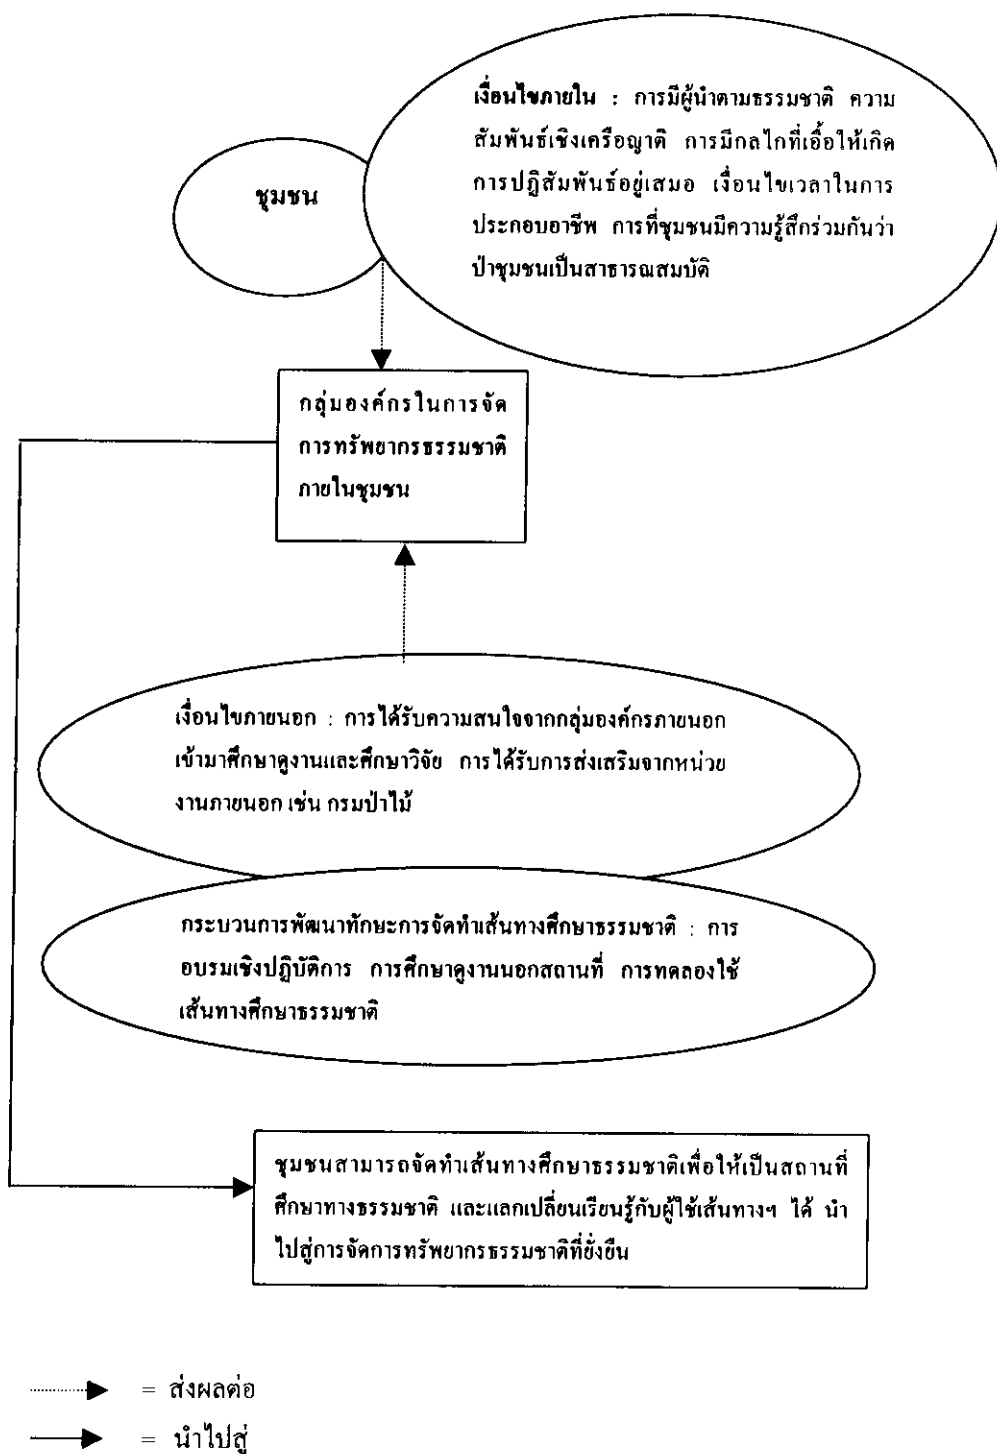 เงื่อนไขภายใน : การมีผู้นำตามธรรมชาติ ความ
สัมพันธ์เชิงเครือญาติ การมีกลไกที่เอื้อให้เกิด
การปฏิสัมพันธ์อยู่เสมอ เงื่อนไขเวลาในการ
ประกอบอาชีพ การที่ชุมชนมีความรู้สึกร่วมกันว่า
ป่าชุมชนเป็นสาธารณสมบัติ
ชุมชน
กลุ่มองค์กรในการจัด
การทรัพยากรธรรมชาติ
ภายในชุมชน
เงื่อนไขภายนอก : การได้รับความสนใจจากกลุ่มองค์กรภายนอก
เข้ามาศึกษาดูงานและศึกษาวิจัย การได้รับการส่งเสริมจากหน่วย
งานภายนอก เช่น กรมป่าไม้
กระบวนการพัฒนาทักษะการจัดทำเส้นทางศึกษาธรรมชาติ : การ
อบรมเชิงปฏิบัติการ การศึกษาดูงานนอกสถานที่ การทดลองใช้
เส้นทางศึกษาธรรมชาติ
ชุมชนสามารถจัดทำเส้นทางศึกษาธรรมชาติเพื่อให้เป็นสถานที่
ศึกษาทางธรรมชาติ และแลกเปลี่ยนเรียนรู้กับผู้ใช้เส้นทางฯ ได้ นำ
ไปสู่การจัดการทรัพยากรธรรมชาติที่ยั่งยืน
= ส่งผลต่อ
= นำไปสู่